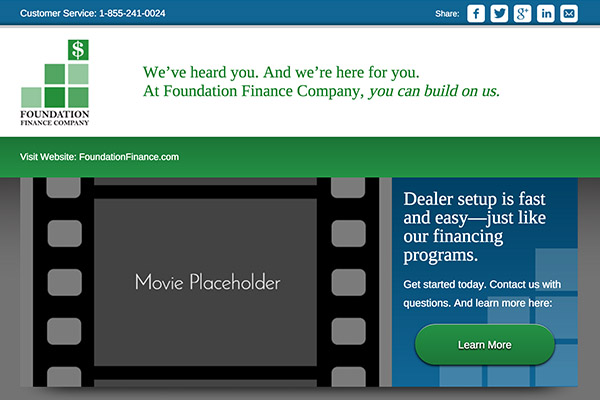 Customer Service: 1-855-241-0024
Share:
$
FOUNDATION
FINANCE COMPANY
We’ve heard you. And we’re here for you.
At Foundation Finance Company, you can build on us.
Visit Website: FoundationFinance.com
Movie Placeholder
Dealer setup is fast
and easy—just like
our financing
programs.
Get started today. Contact us with
questions. And learn more here:
Learn More